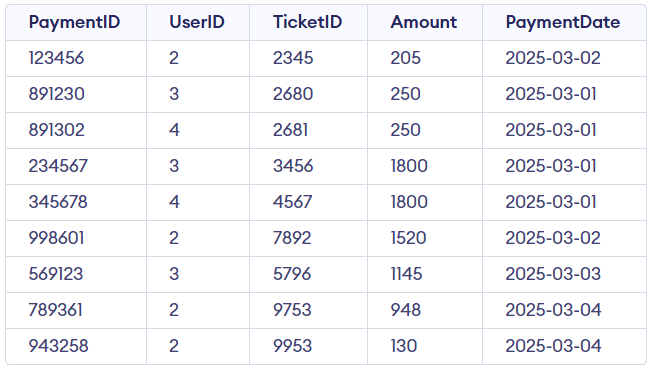 PaymentID UserID TicketID Amount PaymentDate
123456 2 2345 205 2025-03-02
891230 3 2680 250 2025-03-01
891302 4 2681 250 2025-03-01
234567 3 3456 1800 2025-03-01
345678 4 4567 1800 2025-03-01
998601 2 7892 1520 2025-03-02
569123 3 5796 1145 2025-03-03
789361 2 9753 948 2025-03-04
943258 2 9953 130 2025-03-04